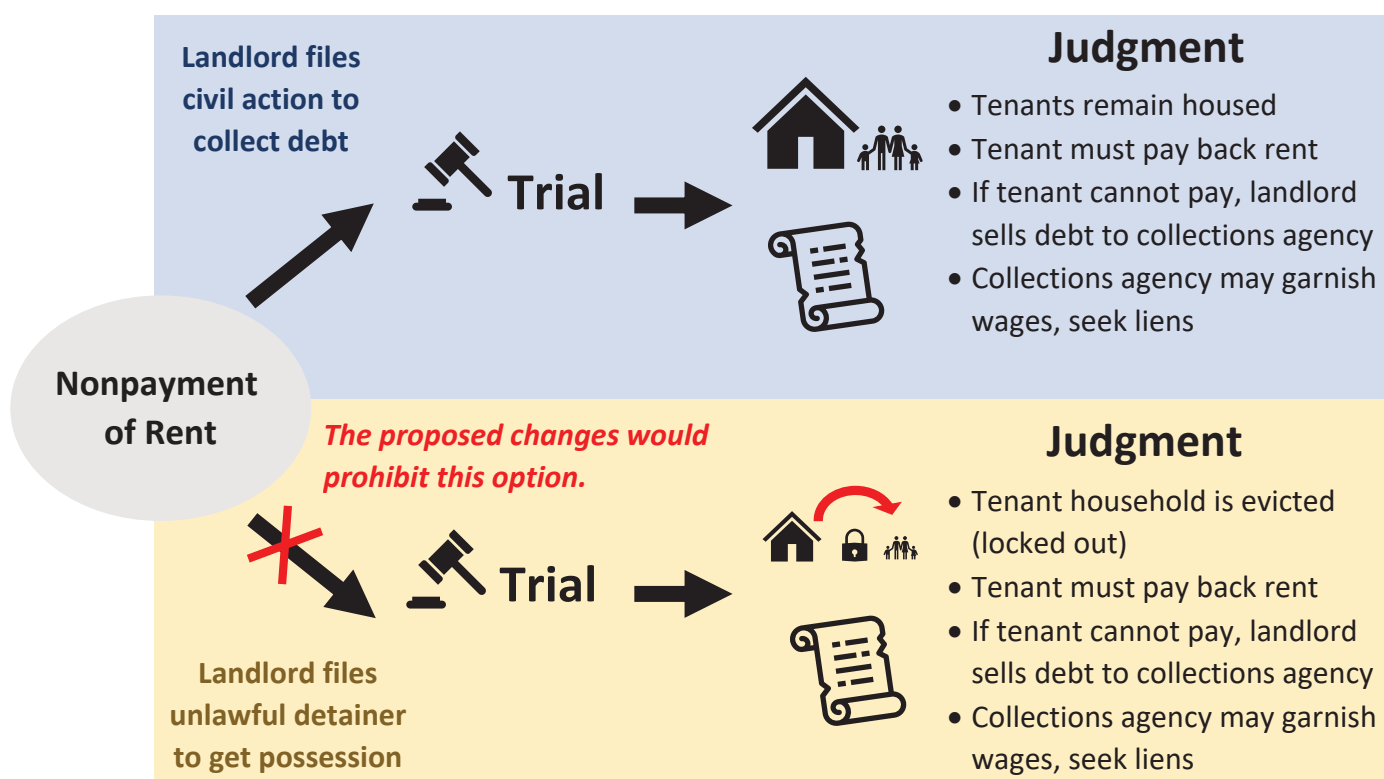 Landlord files
civil action to
collect debt
Trial
Judgment
• Tenants remain housed
• Tenant must pay back rent
• If tenant cannot pay, landlord
sells debt to collections agency
• Collections agency may garnish
wages, seek liens
Nonpayment
of Rent
The proposed changes would
prohibit this option.
Trial
Landlord files
unlawful detainer
to get possession
Judgment
• Tenant household is evicted
(locked out)
• Tenant must pay back rent
• If tenant cannot pay, landlord
sells debt to collections agency
• Collections agency may garnish
wages, seek liens